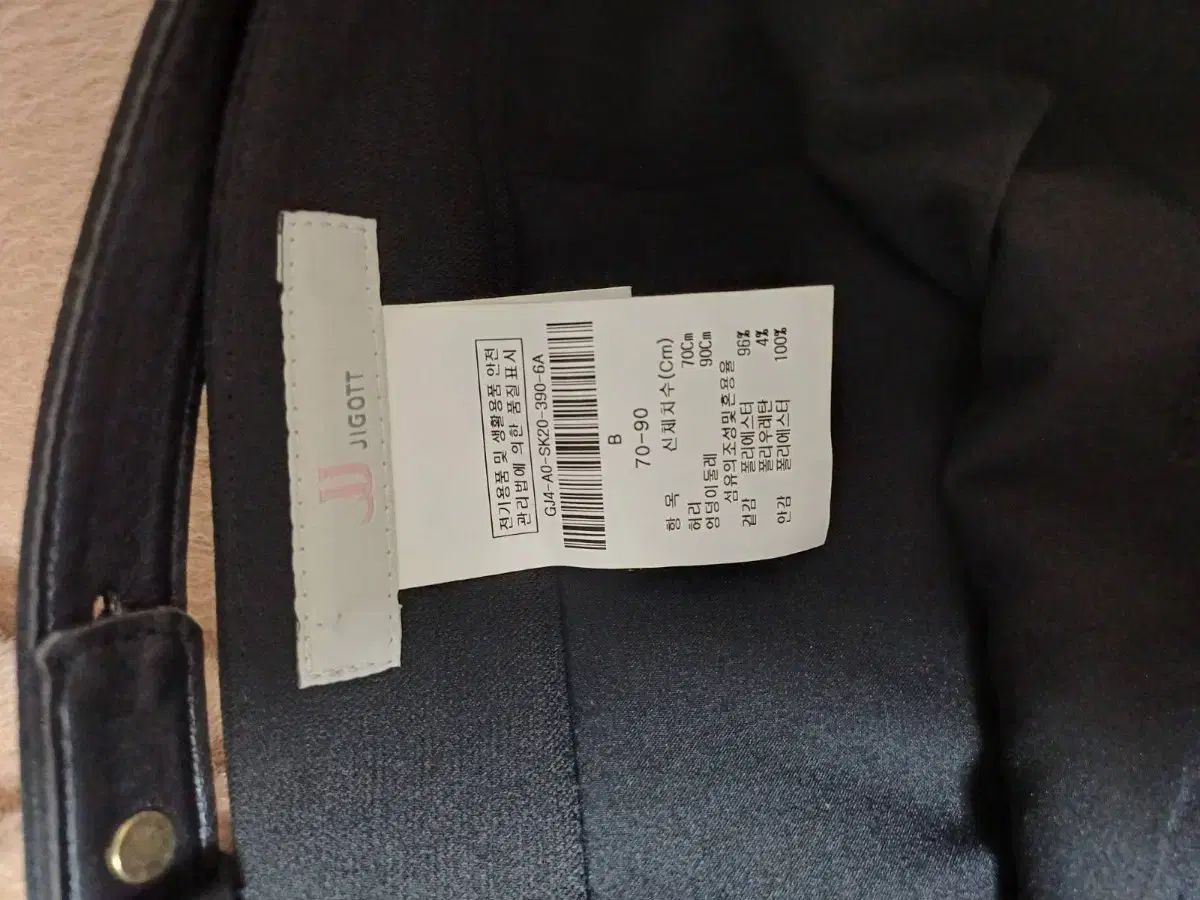 JJ JIGOTT
전기용품 및 생활용품 안전
관리법에 의한 품질 표시
GJ4-A0-SK20-390-6A
B
70-90
신체치수(Cm)
항 목
허리 70Cm
엉덩이둘레 90Cm
섬유의조성및혼용율
겉감 폴리에스터 96%
폴리우레탄 4%
안감 폴리에스터 100%